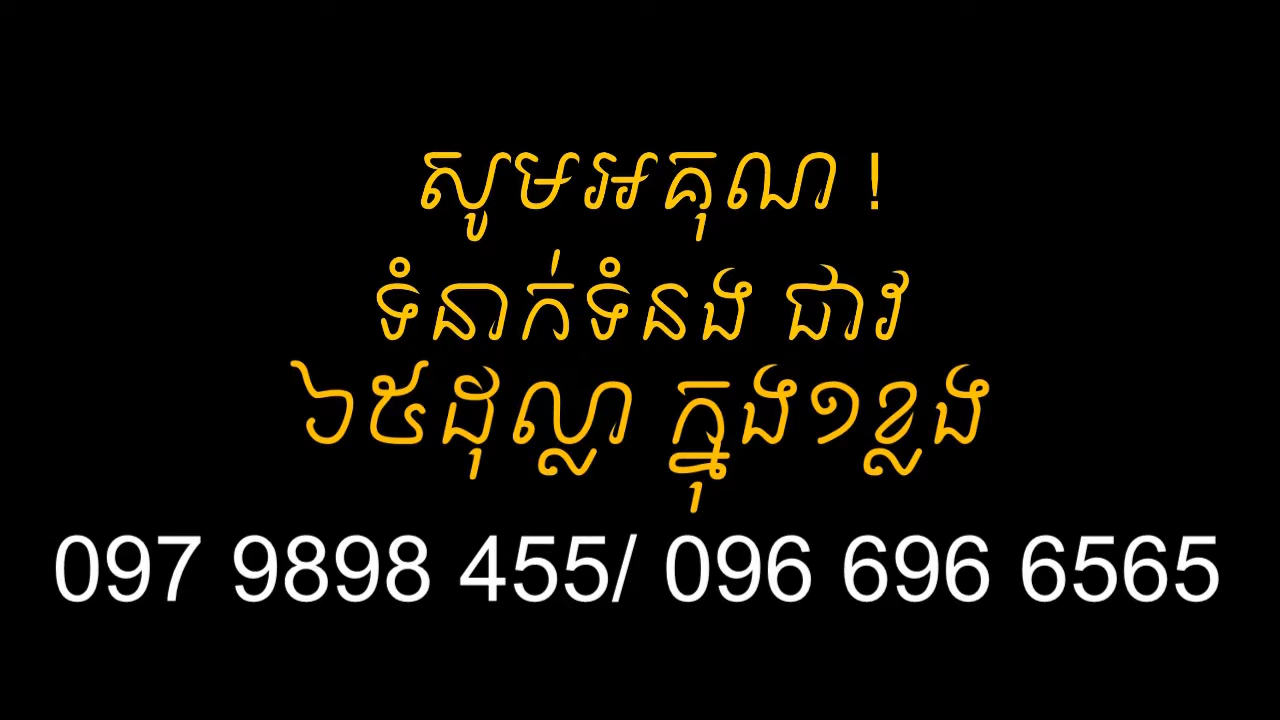 សូមអគុណ !
ទំនាក់ទំនង ជាវ
៦៥ដុល្លា ក្នុង១ខ្លង
097 9898 455/ 096 696 6565